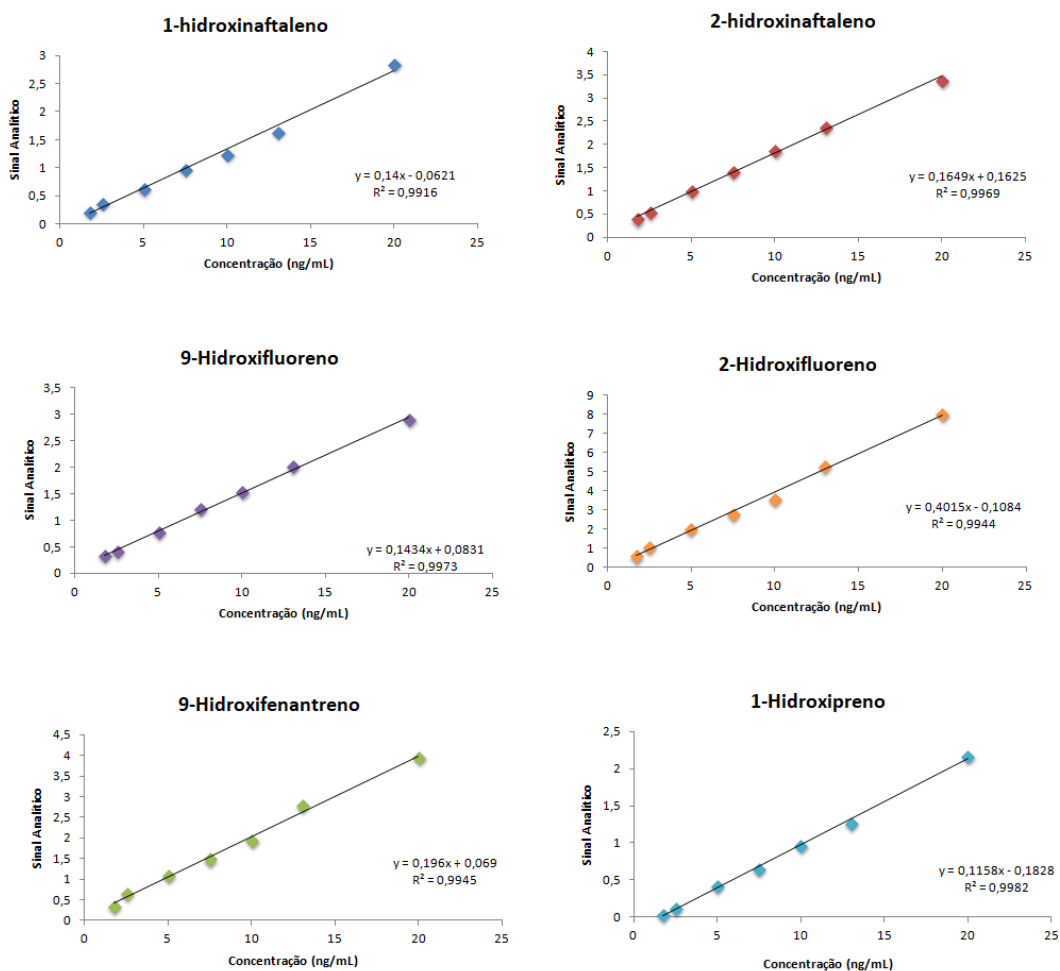 1-hidroxinaftaleno
3
2,5
2
1,5
1
0,5
0
Sinal Analítico
y = 0,14x - 0,0621
R² = 0,9916
0 5 10 15 20 25
Concentração (ng/mL)
2-hidroxinaftaleno
4
3,5
3
2,5
2
1,5
1
0,5
0
Sinal Analítico
y = 0,1649x + 0,1625
R² = 0,9969
0 5 10 15 20 25
Concentração (ng/mL)
9-Hidroxifluoreno
3,5
3
2,5
2
1,5
1
0,5
0
Sinal Analítico
y = 0,1434x + 0,0831
R² = 0,9973
0 5 10 15 20 25
Concentração (ng/mL)
2-Hidroxifluoreno
9
8
7
6
5
4
3
2
1
0
SInal Analítico
y = 0,4015x - 0,1084
R² = 0,9944
0 5 10 15 20 25
Concentração (ng/mL)
9-Hidroxifenantreno
4,5
4
3,5
3
2,5
2
1,5
1
0,5
0
Sinal Analítico
y = 0,196x + 0,069
R² = 0,9945
0 5 10 15 20 25
Concentração (ng/mL)
1-Hidroxipreno
2,5
2
1,5
1
0,5
0
Sinal Analítico
y = 0,1158x - 0,1828
R² = 0,9982
0 5 10 15 20 25
Concentração (ng/mL)